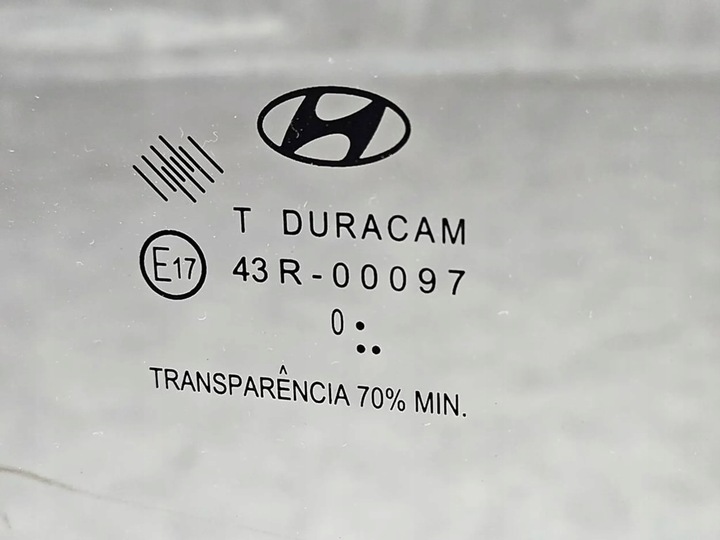 T DURACAM
E17 43R-00097
0
TRANSPARÊNCIA 70% MIN.